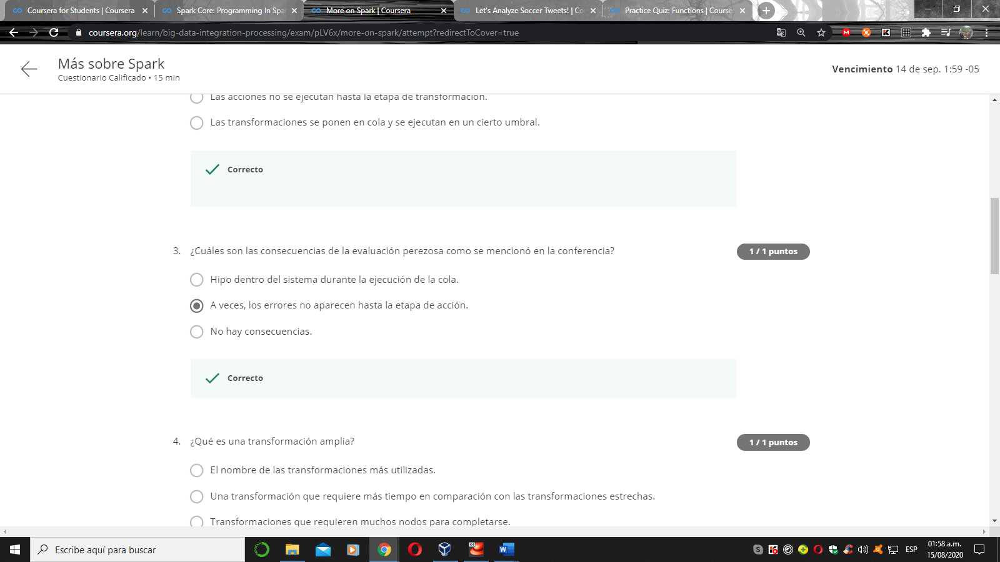 Coursera for Students | Coursera
Spark Core: Programming In Spa
More on Spark | Coursera
Let's Analyze Soccer Tweets! | Co
Practice Quiz: Functions | Course
coursera.org/learn/big-data-integration-processing/exam/pLV6x/more-on-spark/attempt?redirectToCover=true
Más sobre Spark
Cuestionario Calificado • 15 min
Vencimiento 14 de sep. 1:59 -05
Las acciones no se ejecutan hasta la etapa de transformación.
Las transformaciones se ponen en cola y se ejecutan en un cierto umbral.
Correcto
3. ¿Cuáles son las consecuencias de la evaluación perezosa como se mencionó en la conferencia?
1 / 1 puntos
Hipo dentro del sistema durante la ejecución de la cola.
A veces, los errores no aparecen hasta la etapa de acción.
No hay consecuencias.
Correcto
4. ¿Qué es una transformación amplia?
1 / 1 puntos
El nombre de las transformaciones más utilizadas.
Una transformación que requiere más tiempo en comparación con las transformaciones estrechas.
Transformaciones que requieren muchos nodos para completarse.
Escribe aquí para buscar
ESP
01:58 a.m.
15/08/2020